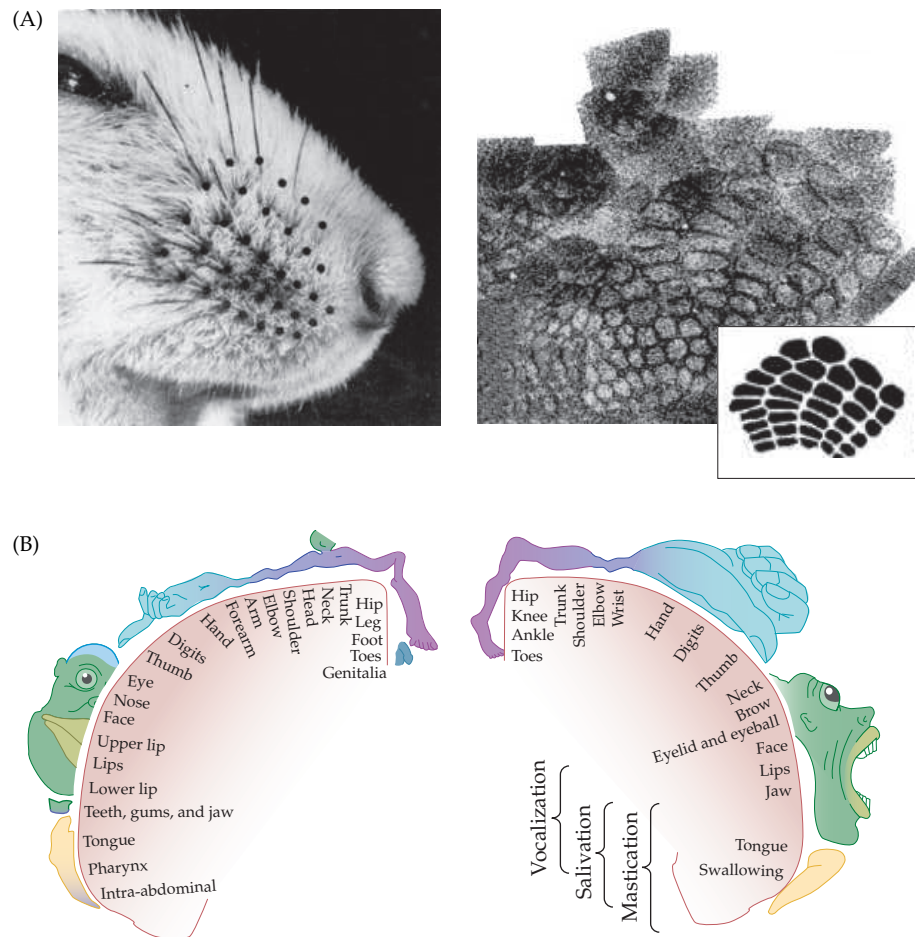 (A)
(B)
Intra-abdominal
Pharynx
Tongue
Teeth, gums, and jaw
Lower lip
Lips
Upper lip
Face
Nose
Eye
Thumb
Digits
Hand
Forearm
Arm
Elbow
Shoulder
Head
Neck
Trunk
Hip
Leg
Foot
Toes
Genitalia
Hip
Knee
Ankle
Toes
Trunk
Shoulder
Elbow
Wrist
Hand
Digits
Thumb
Neck
Brow
Eyelid and eyeball
Face
Lips
Jaw
Tongue
Swallowing
Vocalization
Salivation
Mastication